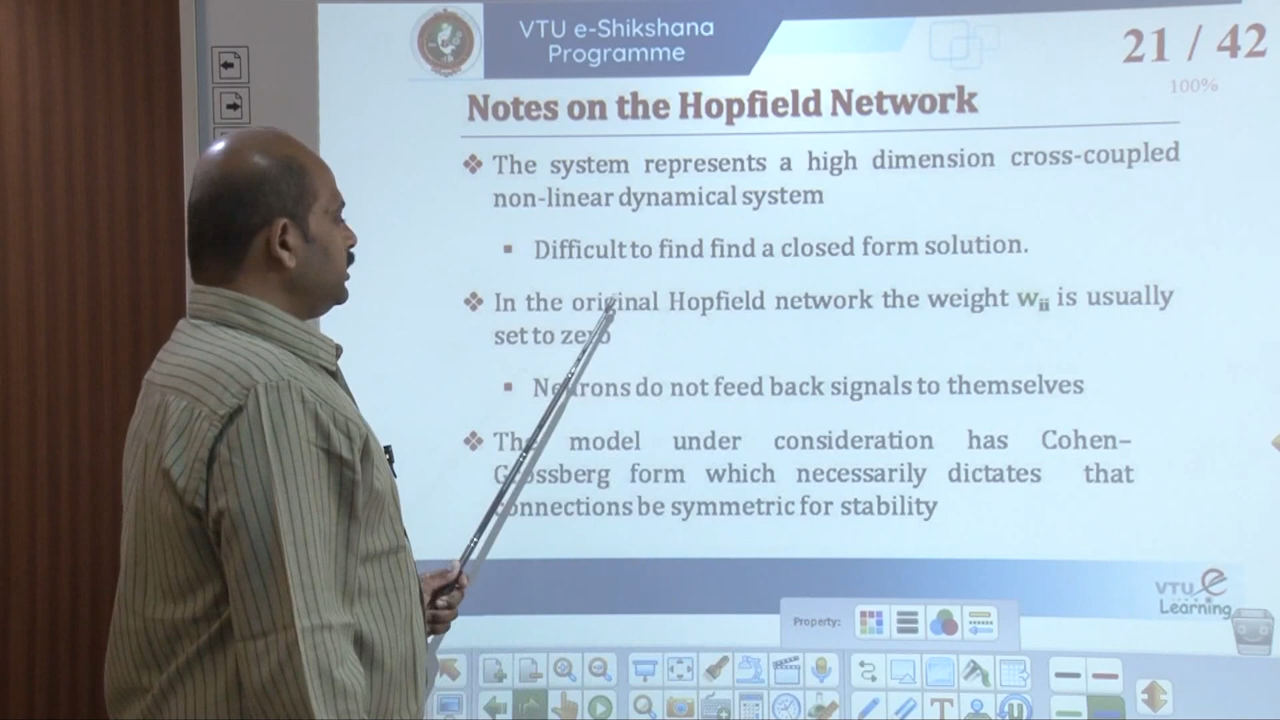 VTU e-Shikshana
Programme
21 / 42
100%
Notes on the Hopfield Network
The system represents a high dimension cross-coupled
non-linear dynamical system
Difficult to find find a closed form solution.
In the original Hopfield network the weight wii is usually
set to zero
Neurons do not feed back signals to themselves
The model under consideration has Cohen–
Grossberg form which necessarily dictates that
connections be symmetric for stability
VTU e
Learning
Property: